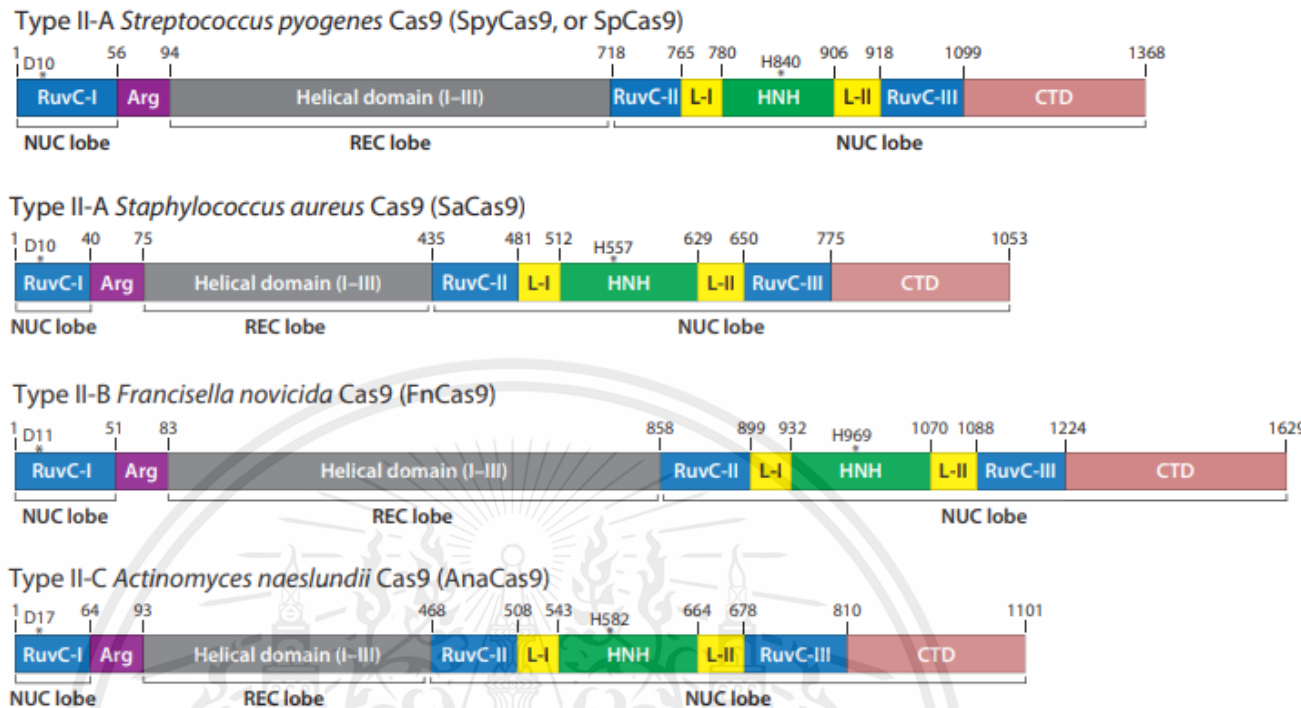 Type II-A Streptococcus pyogenes Cas9 (SpyCas9, or SpCas9)
1 56 94 718 765 780 H840 906 918 1099 1368
D10
* *
RuvC-I Arg Helical domain (I–III) RuvC-II L-I HNH L-II RuvC-III CTD
NUC lobe REC lobe NUC lobe
Type II-A Staphylococcus aureus Cas9 (SaCas9)
1 D10 40 75 435 481 512 H557 629 650 775 1053
* *
RuvC-I Arg Helical domain (I–III) RuvC-II L-I HNH L-II RuvC-III CTD
NUC lobe REC lobe NUC lobe
Type II-B Francisella novicida Cas9 (FnCas9)
1 D11 51 83 858 899 932 H969 1070 1088 1224 1629
* *
RuvC-I Arg Helical domain (I–III) RuvC-II L-I HNH L-II RuvC-III CTD
NUC lobe REC lobe NUC lobe
Type II-C Actinomyces naeslundii Cas9 (AnaCas9)
1 D17 64 93 468 508 543 H582 664 678 810 1101
* *
RuvC-I Arg Helical domain (I–III) RuvC-II L-I HNH L-II RuvC-III CTD
NUC lobe REC lobe NUC lobe